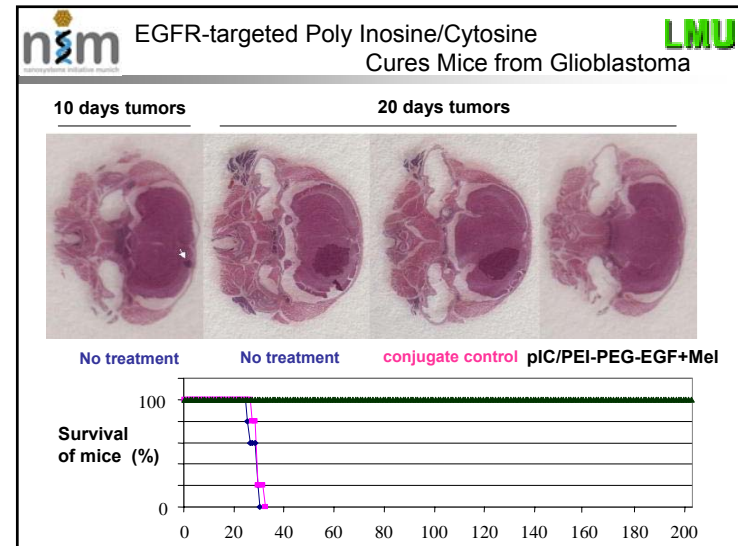 nim
nanosystems initiative munich
EGFR-targeted Poly Inosine/Cytosine
Cures Mice from Glioblastoma
LMU
10 days tumors
20 days tumors
No treatment
No treatment
conjugate control
pIC/PEI-PEG-EGF+Mel
100
Survival
of mice (%)
0
0 20 40 60 80 100 120 140 160 180 200